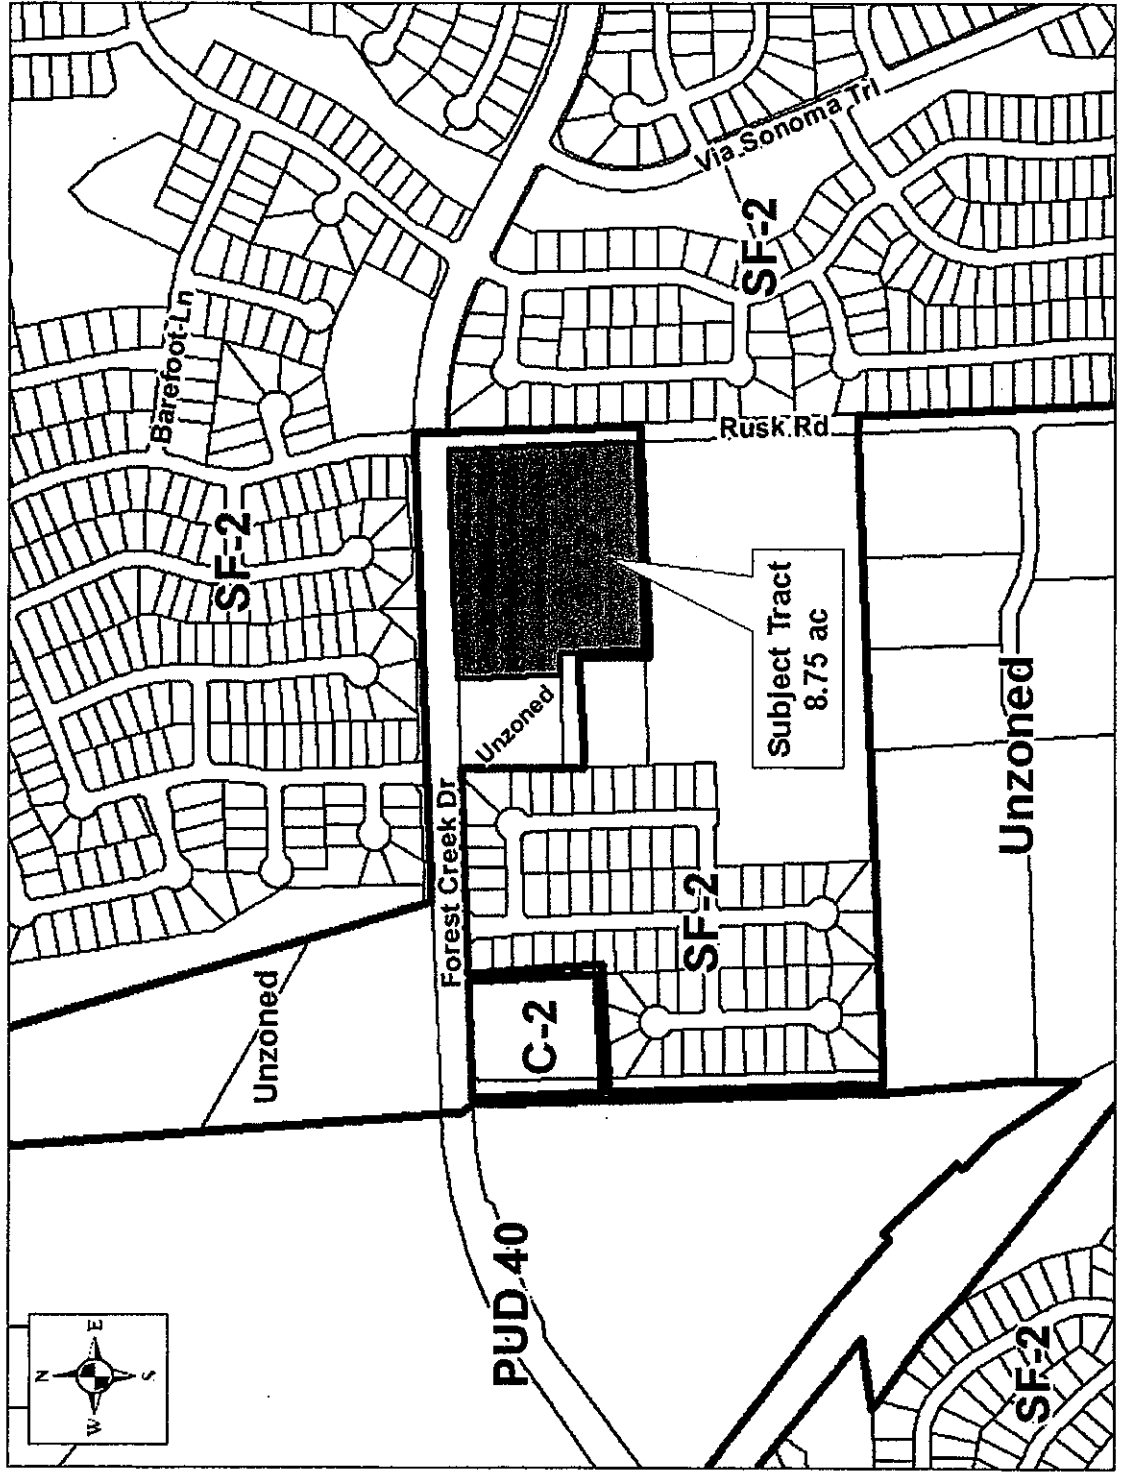 Barefoot Ln
Via Sonoma Trl
SF-2
SF-2
Rusk Rd
Subject Tract
8.75 ac
Unzoned
Forest Creek Dr
Unzoned
SF-2
C-2
Unzoned
PUD 40
N
W
E
S
SF-2